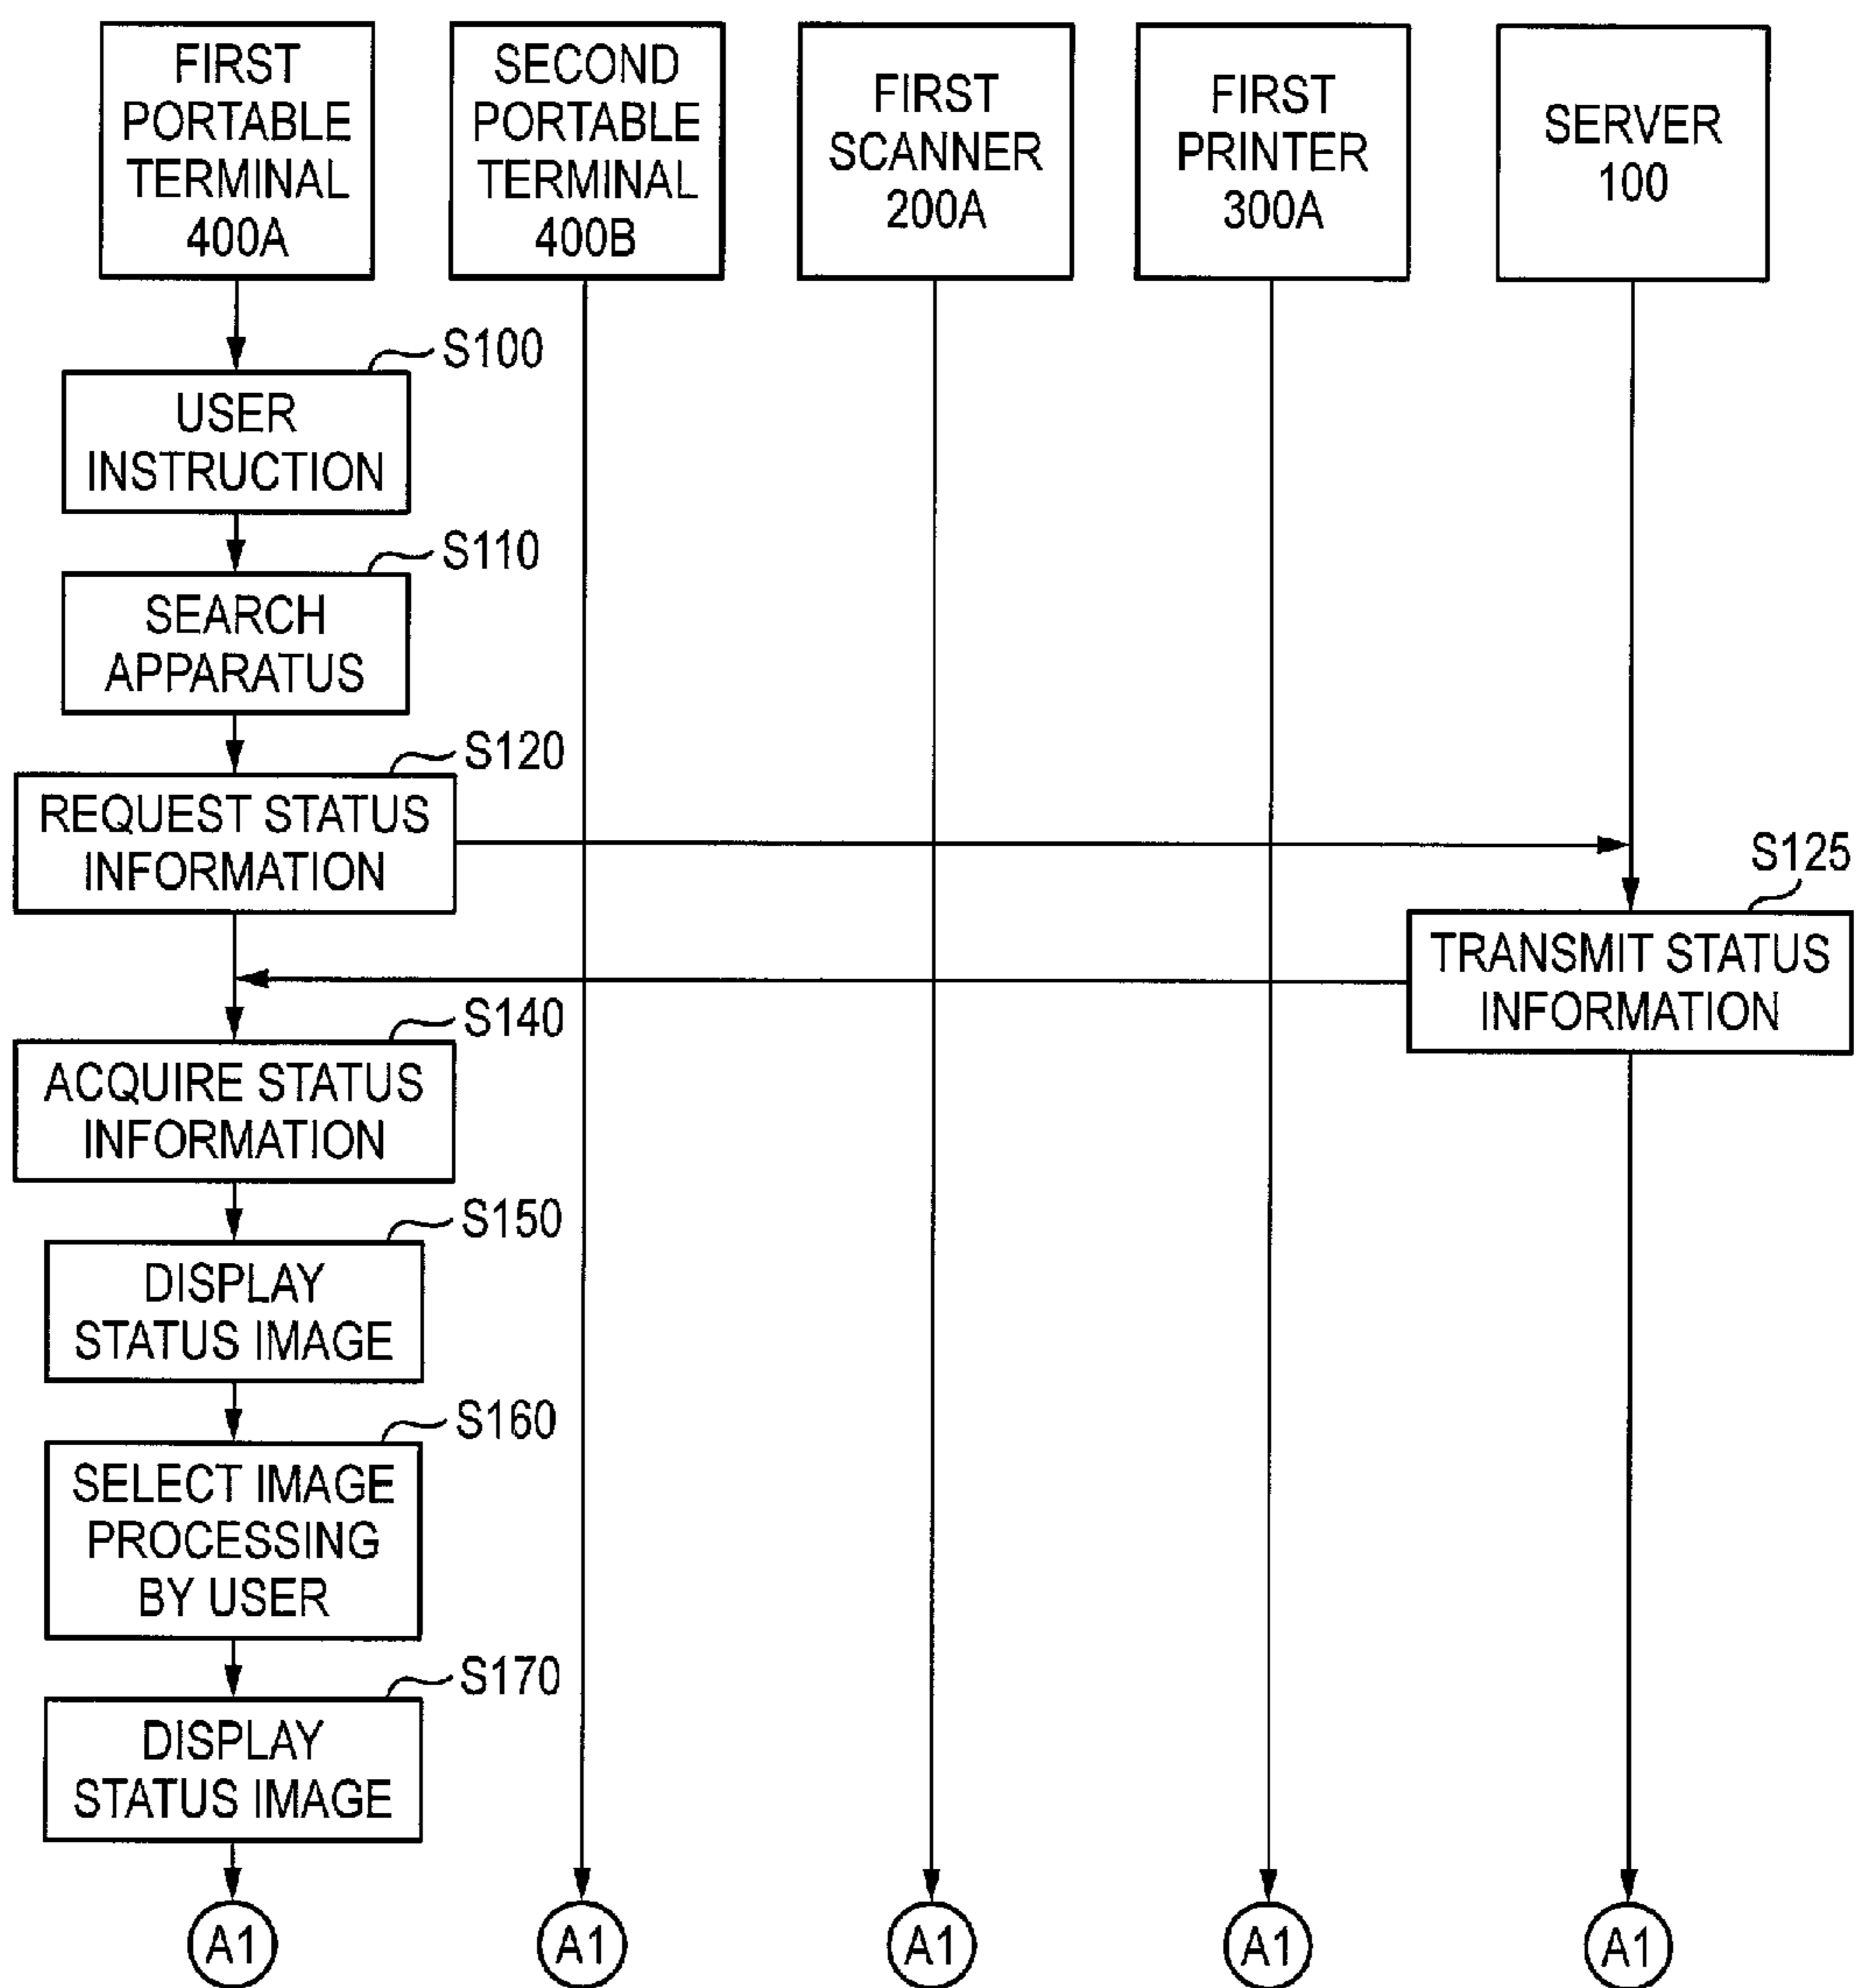 FIRST
PORTABLE
TERMINAL
400A
SECOND
PORTABLE
TERMINAL
400B
FIRST
SCANNER
200A
FIRST
PRINTER
300A
SERVER
100
S100
USER
INSTRUCTION
S110
SEARCH
APPARATUS
S120
REQUEST STATUS
INFORMATION
S125
TRANSMIT STATUS
INFORMATION
S140
ACQUIRE STATUS
INFORMATION
S150
DISPLAY
STATUS IMAGE
S160
SELECT IMAGE
PROCESSING
BY USER
S170
DISPLAY
STATUS IMAGE
A1
A1
A1
A1
A1